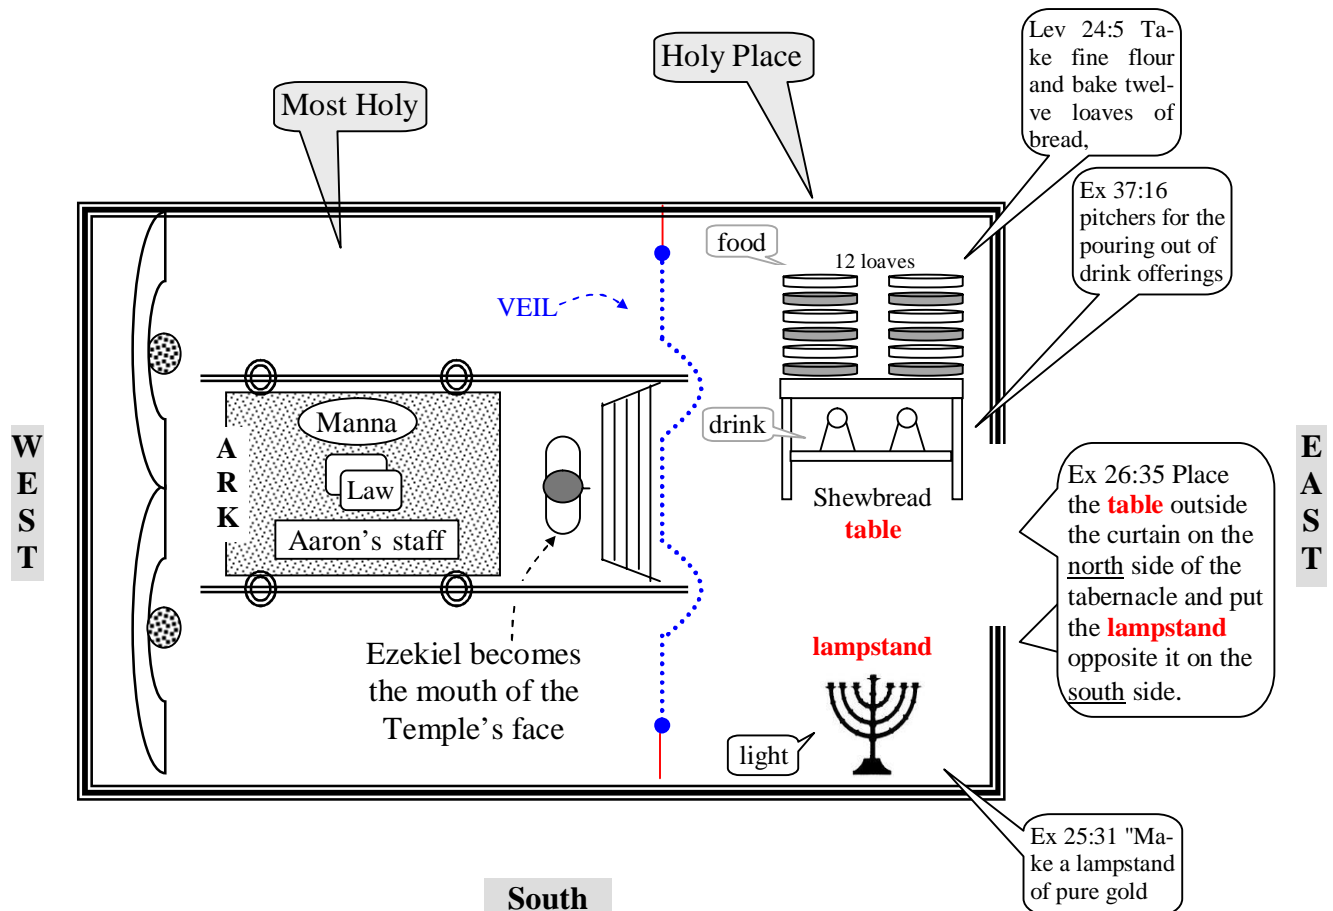 Lev 24:5 Ta-
ke fine flour
and bake twel-
ve loaves of
bread,
Holy Place
Most Holy
Ex 37:16
pitchers for the
pouring out of
drink offerings
food
12 loaves
VEIL
drink
Manna
Law
Aaron's staff
A
R
K
Shewbread
table
W
E
S
T
E
A
S
T
Ex 26:35 Place
the table outside
the curtain on the
north side of the
tabernacle and put
the lampstand
opposite it on the
south side.
Ezekiel becomes
the mouth of the
Temple's face
lampstand
light
Ex 25:31 "Ma-
ke a lampstand
of pure gold
South